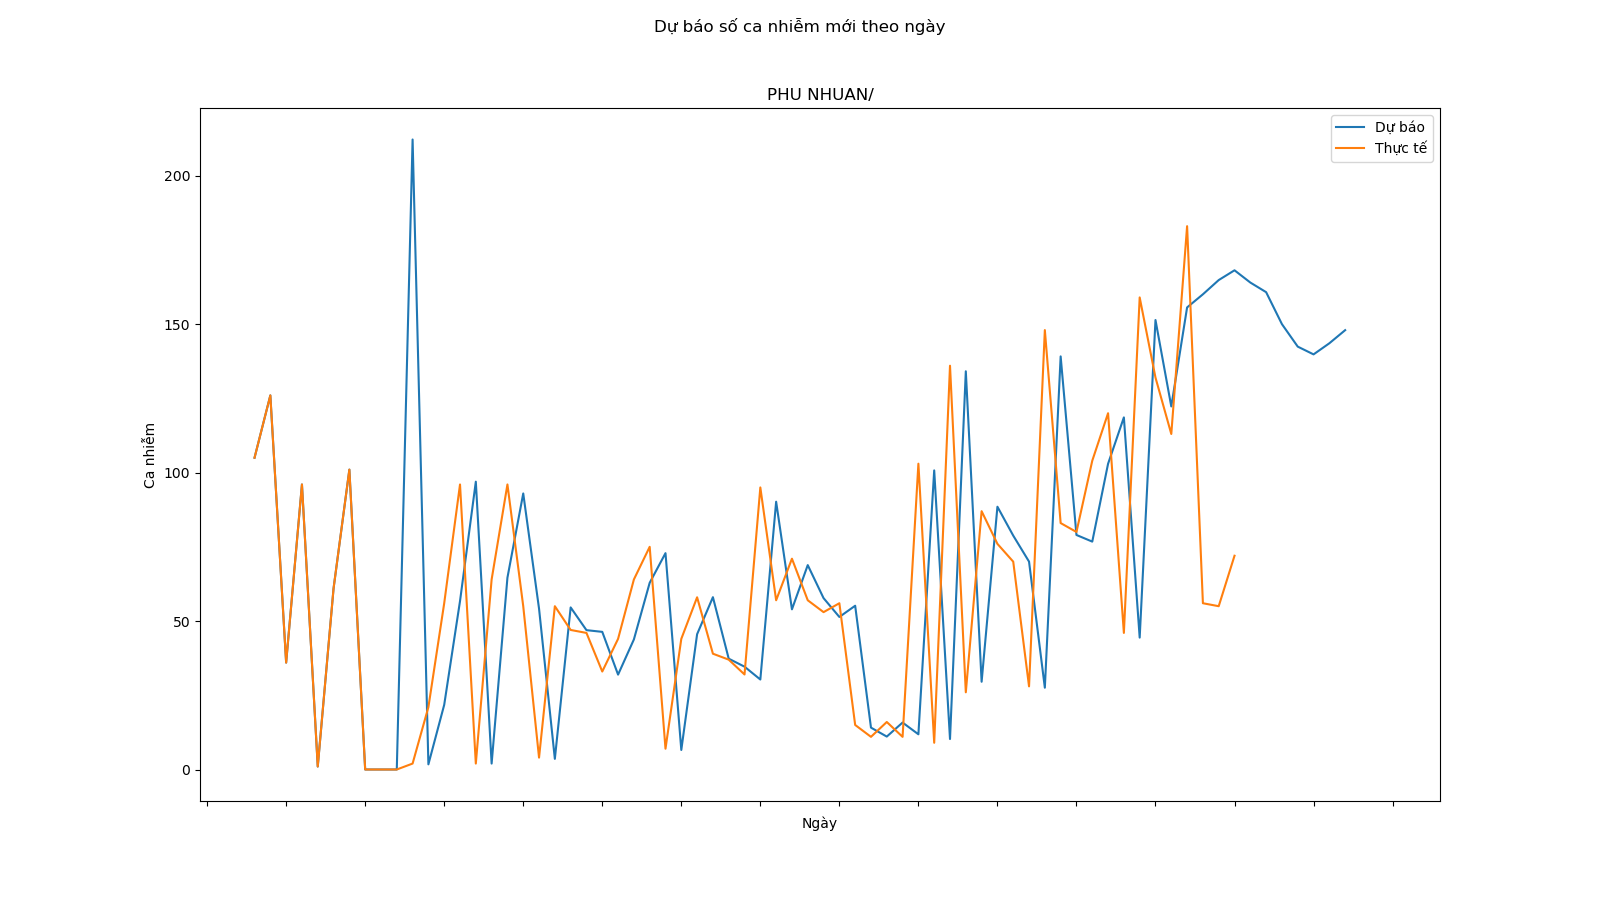 Dự báo số ca nhiễm mới theo ngày
PHU NHUAN/
Dự báo
Thực tế
200
150
100
50
0
Ca nhiễm
Ngày